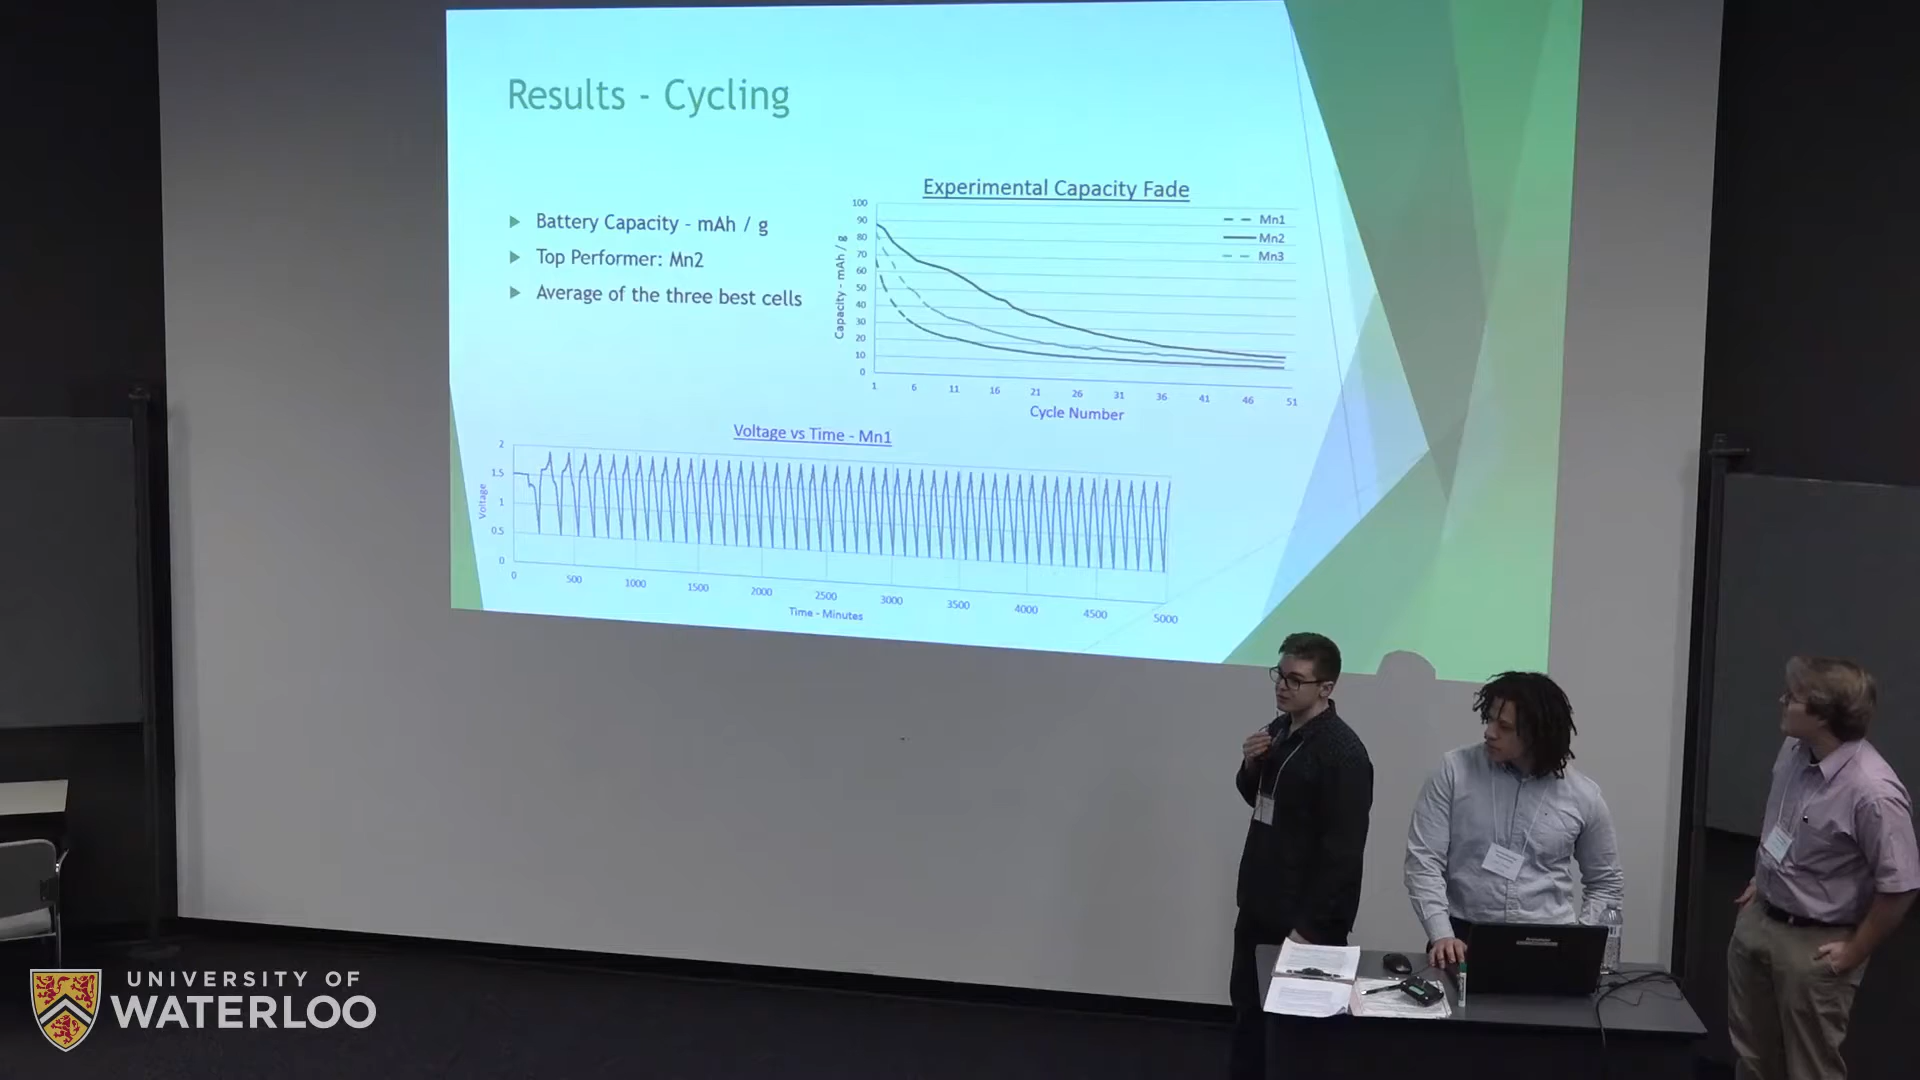 Results - Cycling
Battery Capacity - mAh / g
Top Performer: Mn2
Average of the three best cells
Experimental Capacity Fade
Capacity - mAh / g
100
90
80
70
60
50
40
30
20
10
0
Mn1
Mn2
Mn3
1 6 11 16 21 26 31 36 41 46 51
Cycle Number
Voltage vs Time - Mn1
Voltage
2
1.5
1
0.5
0
0 500 1000 1500 2000 2500 3000 3500 4000 4500 5000
Time - Minutes
UNIVERSITY OF
WATERLOO